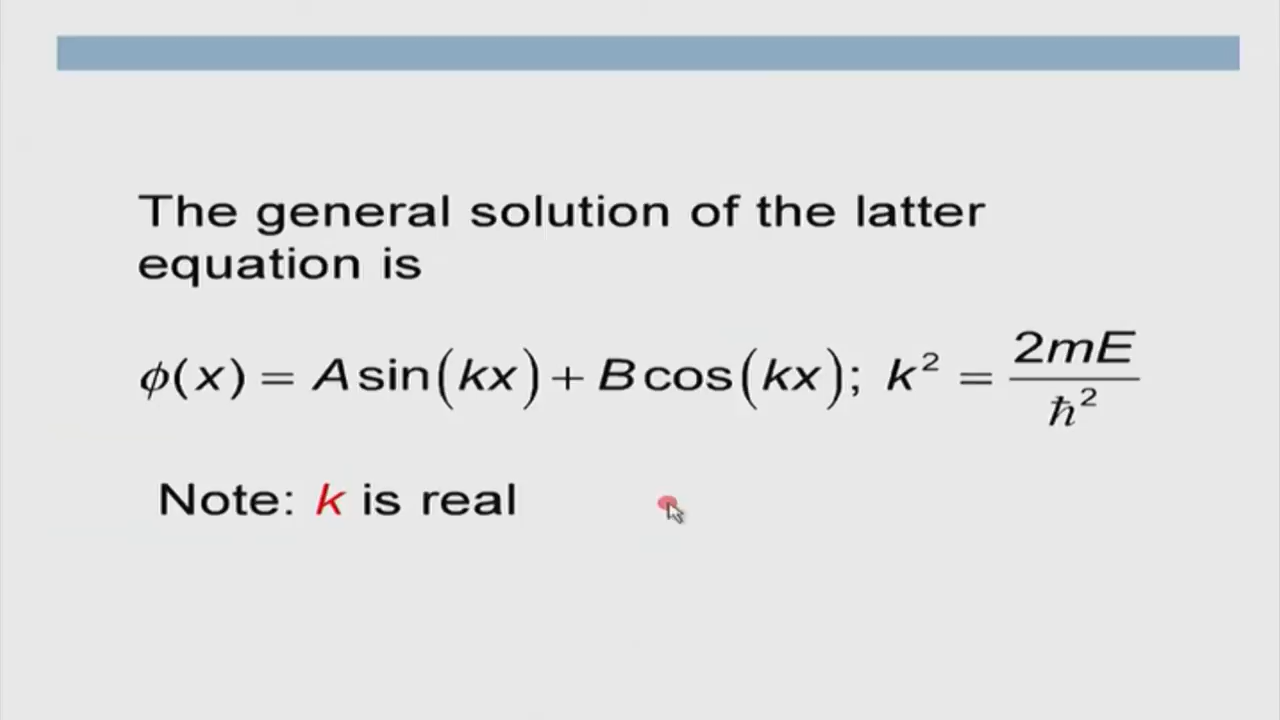 The general solution of the latter
equation is
ϕ(x) = A sin(kx) + B cos(kx); k² = 2mE/ℏ²
Note: k is real